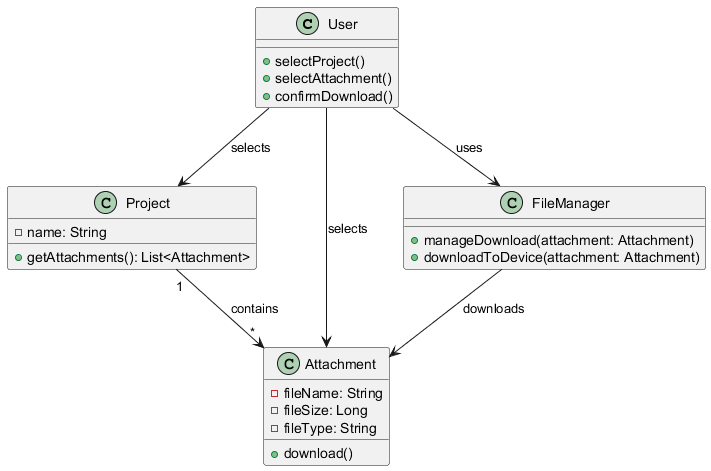 C User
selectProject()
selectAttachment()
confirmDownload()
selects
uses
C Project
name: String
getAttachments(): List<Attachment>
selects
C FileManager
manageDownload(attachment: Attachment)
downloadToDevice(attachment: Attachment)
1
contains
*
downloads
C Attachment
fileName: String
fileSize: Long
fileType: String
download()